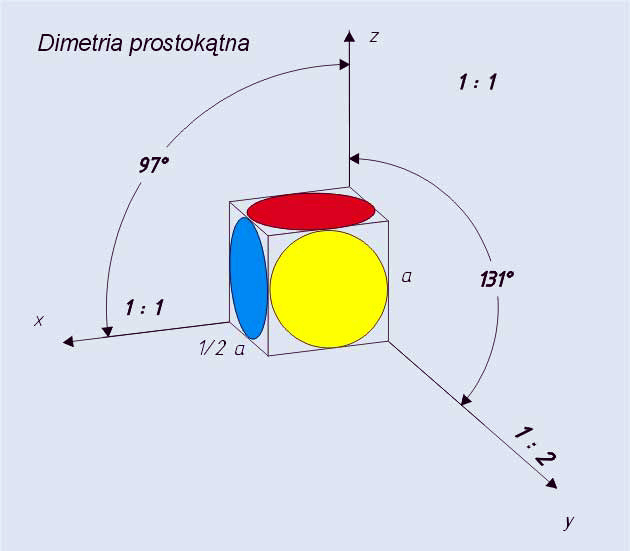 Dimetria prostokątna
z
1 : 1
97°
131°
a
1 : 1
x
1/2 a
1 : 2
y